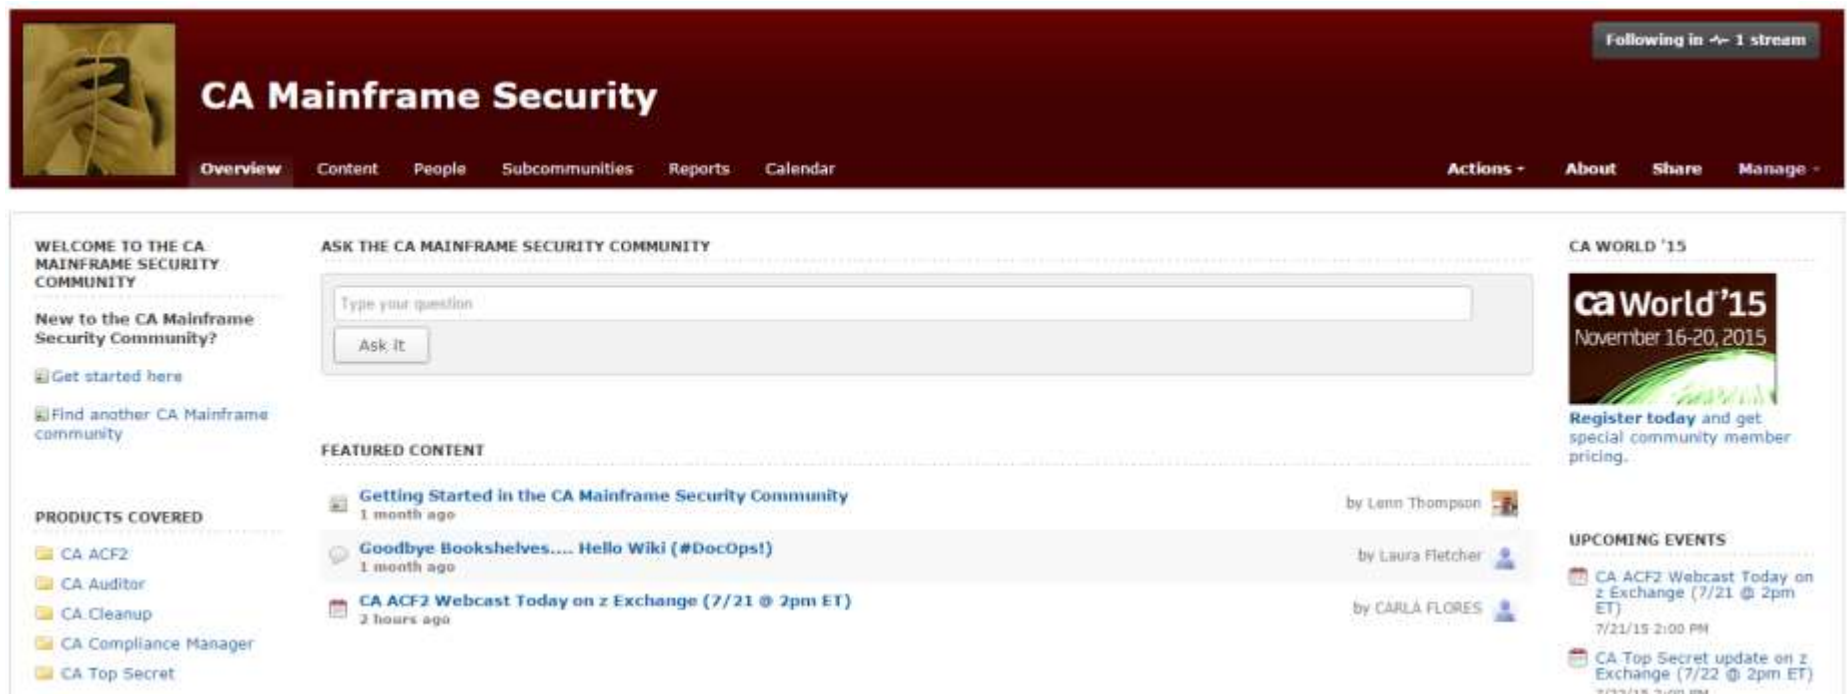 Following in 1 stream
CA Mainframe Security
Overview Content People Subcommunities Reports Calendar Actions About Share Manage
WELCOME TO THE CA
MAINFRAME SECURITY
COMMUNITY
New to the CA Mainframe
Security Community?
Get started here
Find another CA Mainframe
community
PRODUCTS COVERED
CA ACF2
CA Auditor
CA Cleanup
CA Compliance Manager
CA Top Secret
ASK THE CA MAINFRAME SECURITY COMMUNITY
Type your question
Ask It
FEATURED CONTENT
Getting Started in the CA Mainframe Security Community
1 month ago
by Lenn Thompson
Goodbye Bookshelves.... Hello Wiki (#DocOps!)
1 month ago
by Laura Fletcher
CA ACF2 Webcast Today on z Exchange (7/21 @ 2pm ET)
2 hours ago
by CARLA FLORES
CA WORLD '15
ca World '15
November 16-20, 2015
Register today and get
special community member
pricing.
UPCOMING EVENTS
CA ACF2 Webcast Today on
z Exchange (7/21 @ 2pm
ET)
7/21/15 2:00 PM
CA Top Secret update on z
Exchange (7/22 @ 2pm ET)
7/22/15 2:00 PM